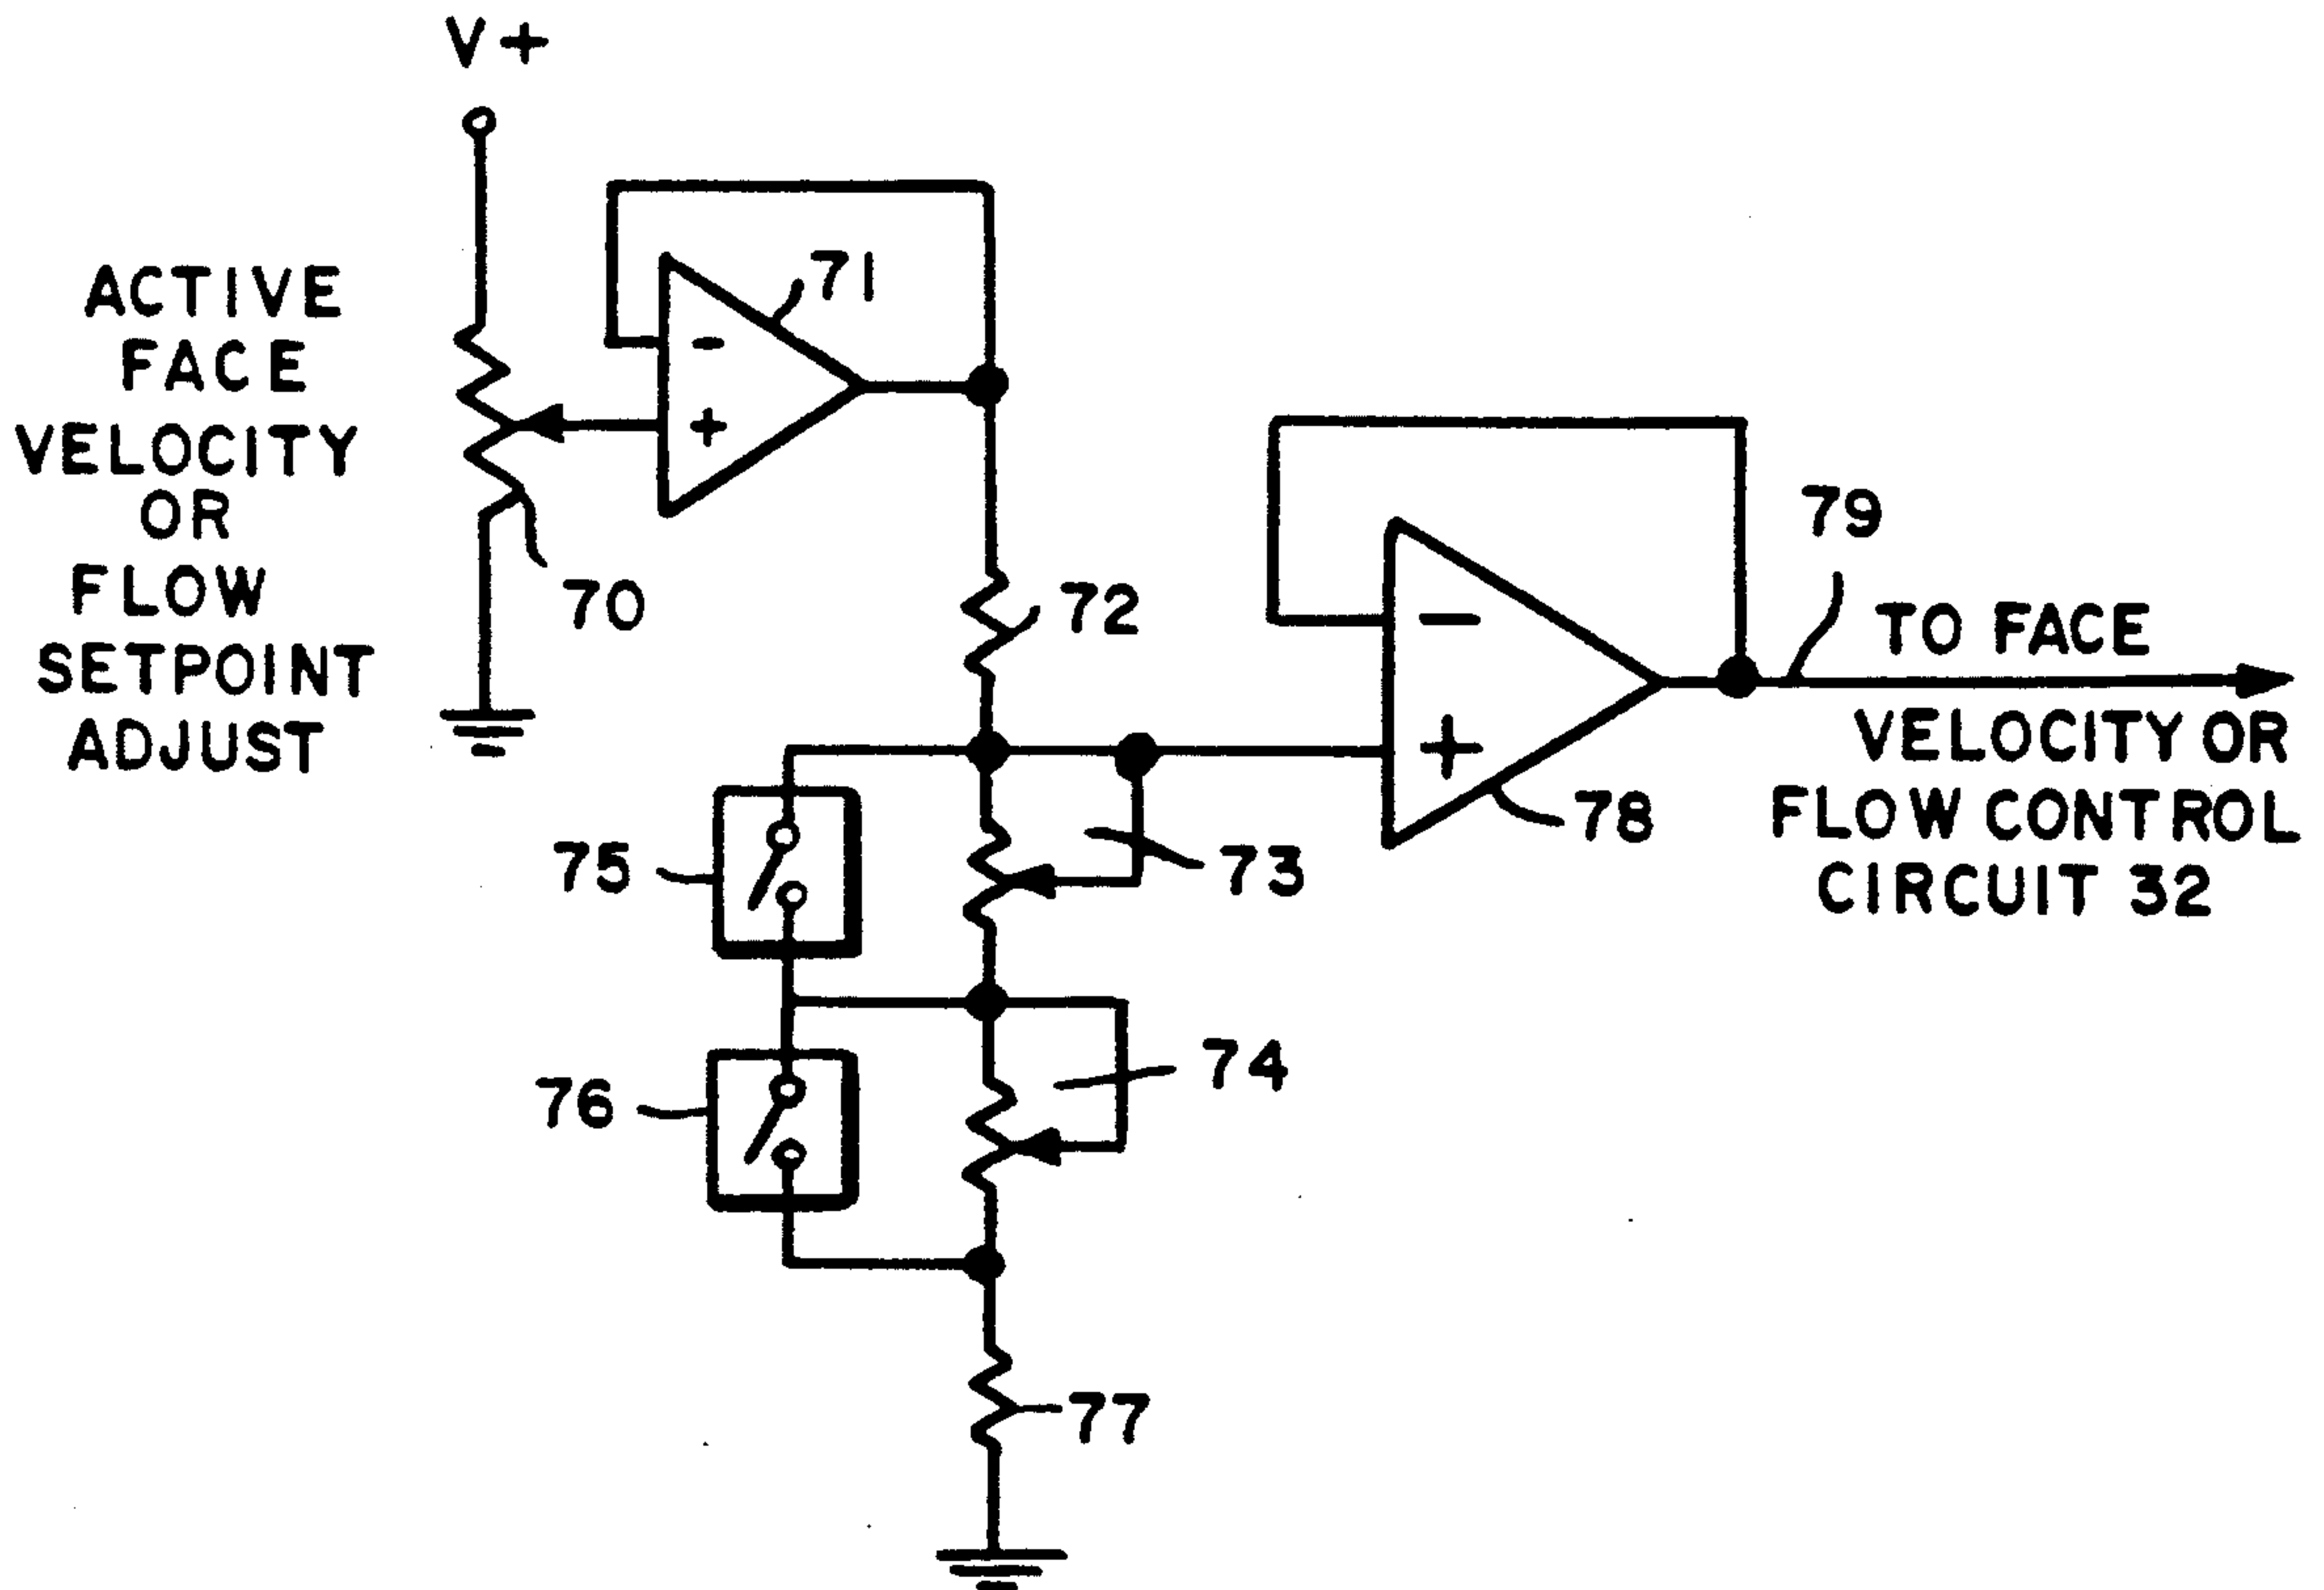 V+
ACTIVE
FACE
VELOCITY
OR
FLOW
SETPOINT
ADJUST
70
71
-
+
72
73
74
75
76
77
-
+
78
79
TO FACE
VELOCITY OR
FLOW CONTROL
CIRCUIT 32